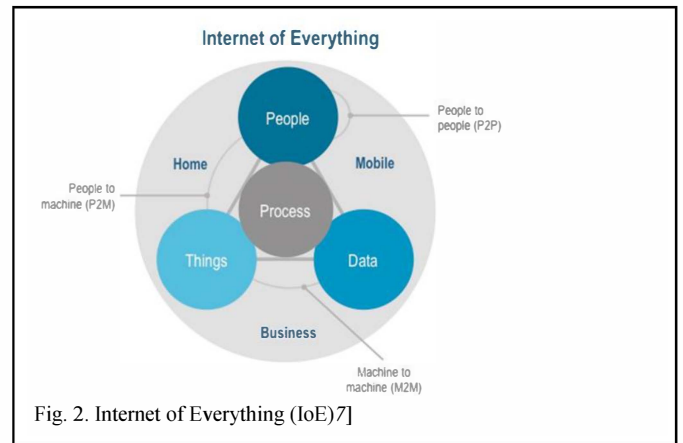 Internet of Everything
People
People to
people (P2P)
Home
Mobile
People to
machine (P2M)
Process
Things
Data
Business
Machine to
machine (M2M)
Fig. 2. Internet of Everything (IoE)7]